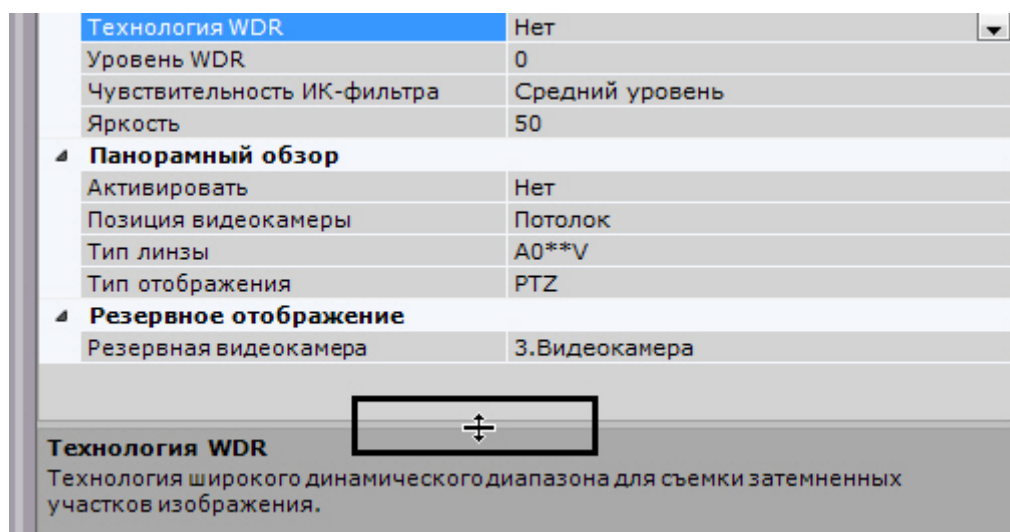 Технология WDR Нет
Уровень WDR 0
Чувствительность ИК-фильтра Средний уровень
Яркость 50
Панорамный обзор
Активировать Нет
Позиция видеокамеры Потолок
Тип линзы A0**V
Тип отображения PTZ
Резервное отображение
Резервная видеокамера 3.Видеокамера
Технология WDR
Технология широкого динамического диапазона для съемки затемненных
участков изображения.